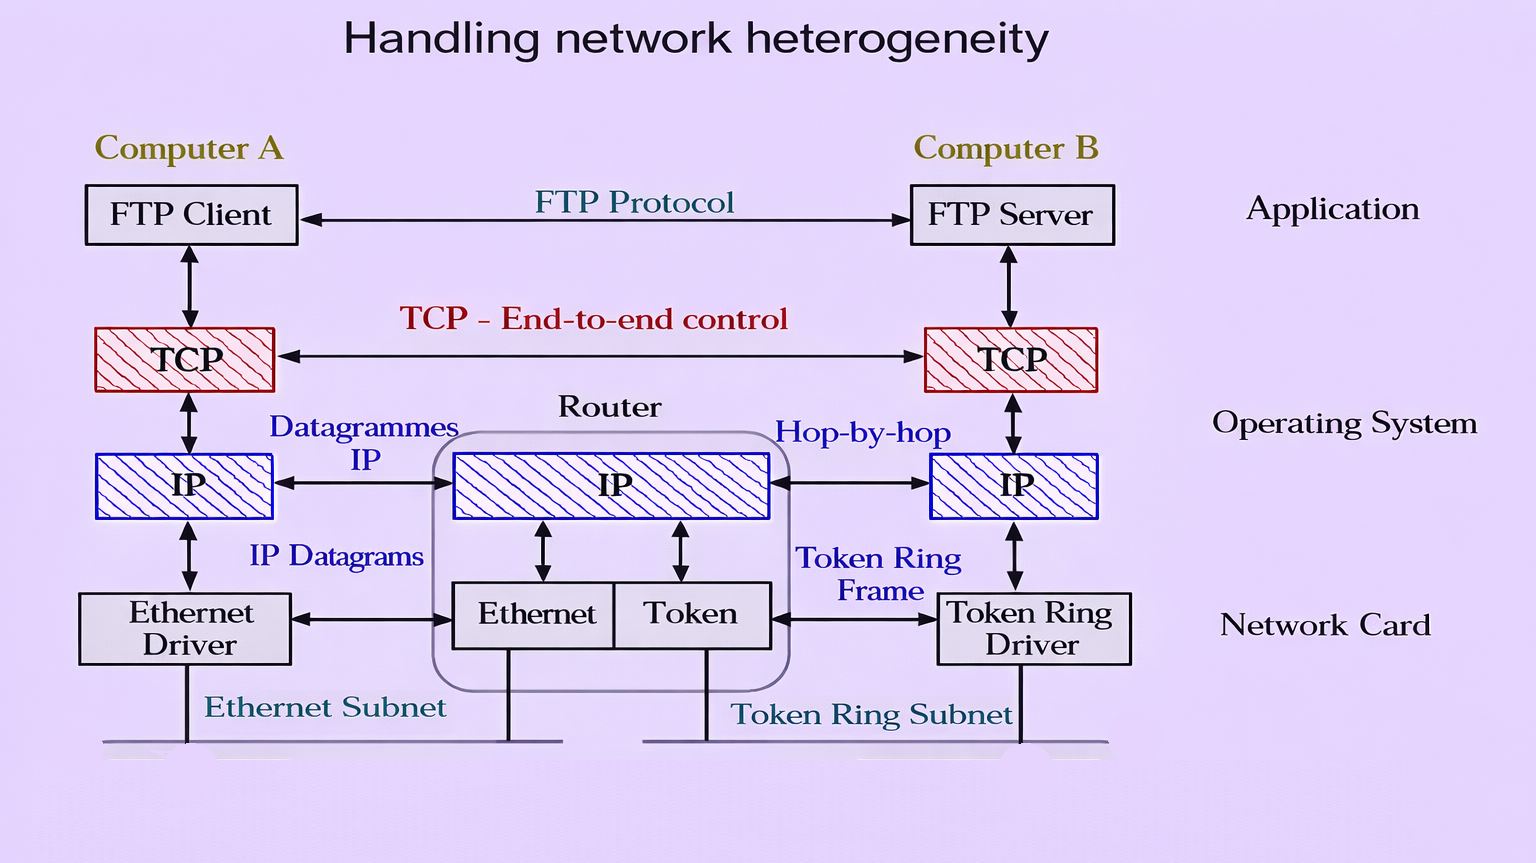 Handling network heterogeneity
Computer A
Computer B
FTP Client
FTP Protocol
FTP Server
Application
TCP - End-to-end control
TCP
TCP
Router
Datagrammes
IP
Hop-by-hop
Operating System
IP
IP
IP
IP Datagrams
Token Ring
Frame
Ethernet
Driver
Ethernet
Token
Token Ring
Driver
Network Card
Ethernet Subnet
Token Ring Subnet